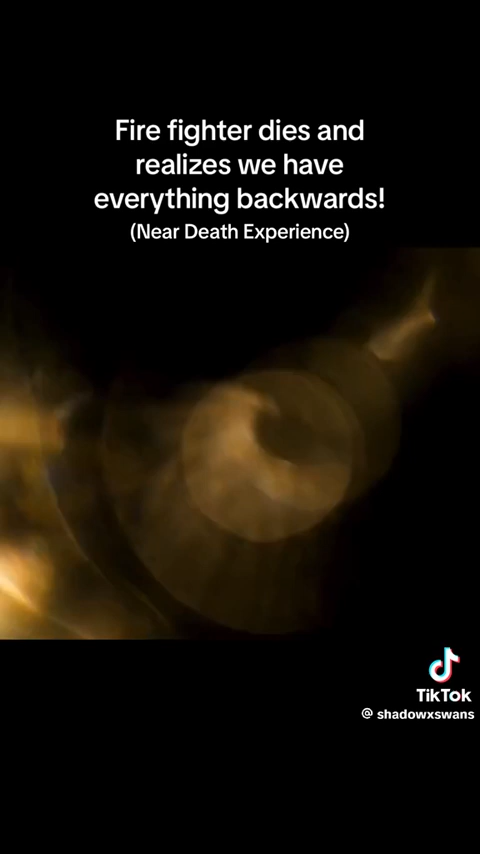 Fire fighter dies and
realizes we have
everything backwards!
(Near Death Experience)
TikTok
@ shadowxswans